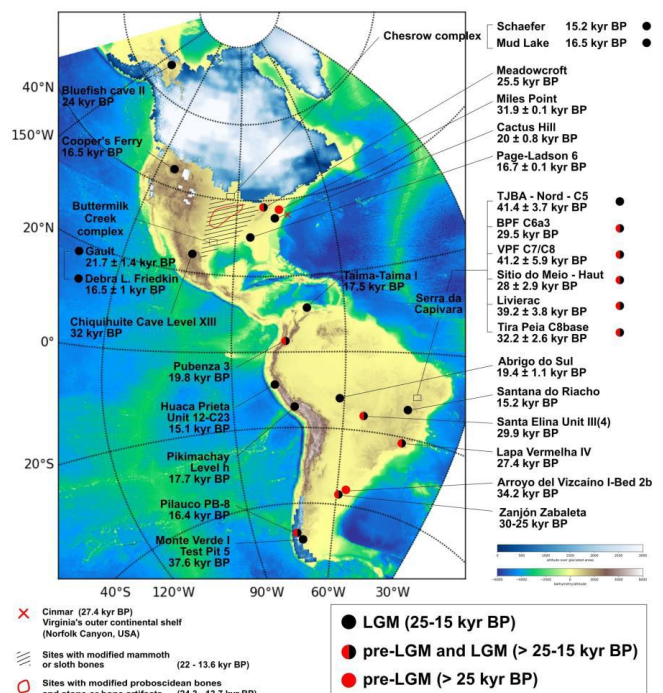 Chesrow complex
Schaefer 15.2 kyr BP
Mud Lake 16.5 kyr BP
Meadowcroft
25.5 kyr BP
Miles Point
31.9 ± 0.1 kyr BP
Cactus Hill
20 ± 0.8 kyr BP
Page-Ladson 6
16.7 ± 0.1 kyr BP
TJBA - Nord - C5
41.4 ± 3.7 kyr BP
BPF C6a3
29.5 kyr BP
VPF C7/C8
41.2 ± 5.9 kyr BP
Sitio do Meio - Haut
28 ± 2.9 kyr BP
Livierac
39.2 ± 3.8 kyr BP
Tira Peia C8base
32.2 ± 2.6 kyr BP
Serra da
Capivara
Abrigo do Sul
19.4 ± 1.1 kyr BP
Santana do Riacho
15.2 kyr BP
Santa Elina Unit III(4)
29.9 kyr BP
Lapa Vermelha IV
27.4 kyr BP
Arroyo del Vizcaíno I-Bed 2b
34.2 kyr BP
Zanjón Zabaleta
30-25 kyr BP
40°N
150°W
20°N
0°
20°S
Bluefish cave II
24 kyr BP
Cooper's Ferry
16.5 kyr BP
Buttermilk
Creek
complex
Gault
21.7 ± 1.4 kyr BP
Debra L. Friedkin
16.5 ± 1 kyr BP
Chiquihuite Cave Level XIII
32 kyr BP
Taima-Taima I
17.5 kyr BP
Pubenza 3
19.8 kyr BP
Huaca Prieta
Unit 12-C23
15.1 kyr BP
Pikimachay
Level h
17.7 kyr BP
Pilauco PB-8
16.4 kyr BP
Monte Verde I
Test Pit 5
37.6 kyr BP
40°S 120°W 90°W 60°W 30°W
Cinmar (27.4 kyr BP)
Virginia's outer continental shelf
(Norfolk Canyon, USA)
Sites with modified mammoth
or sloth bones (22 - 13.6 kyr BP)
Sites with modified proboscidean bones
LGM (25-15 kyr BP)
pre-LGM and LGM (> 25-15 kyr BP)
pre-LGM (> 25 kyr BP)